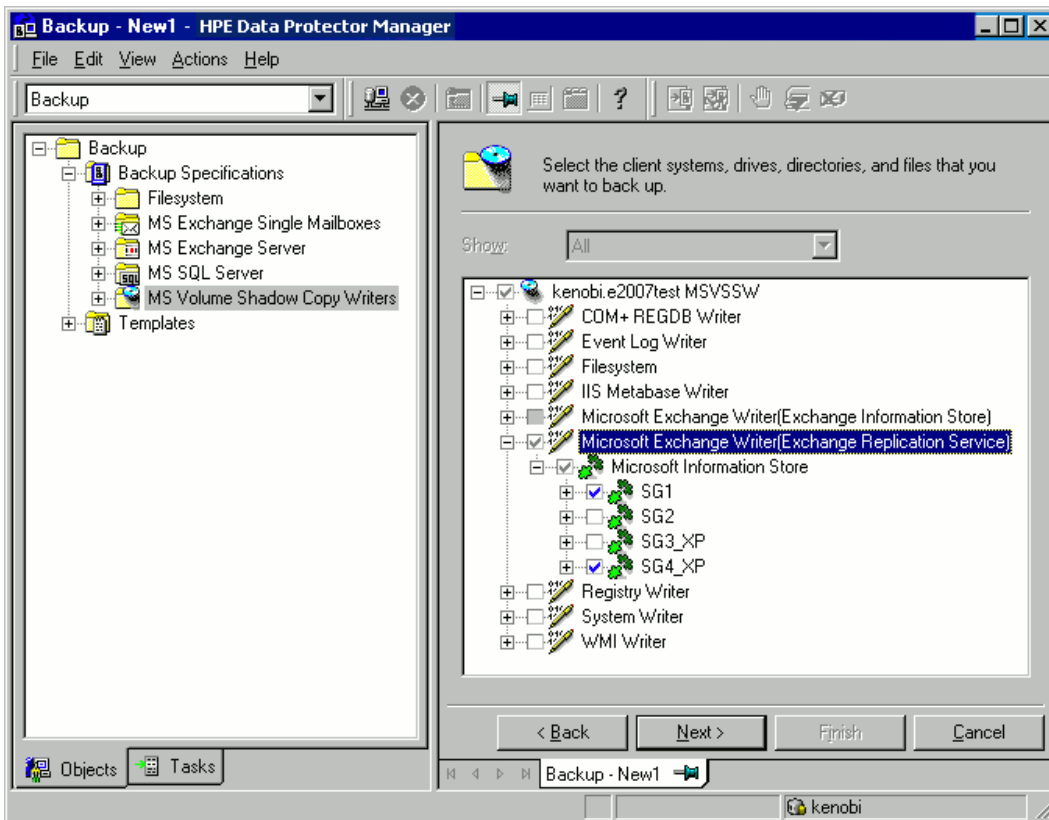 Backup - New1 - HPE Data Protector Manager
File Edit View Actions Help
Backup
Backup
Backup Specifications
Filesystem
MS Exchange Single Mailboxes
MS Exchange Server
MS SQL Server
MS Volume Shadow Copy Writers
Templates
Objects
Tasks
Select the client systems, drives, directories, and files that you
want to back up.
Show:
All
kenobi.e2007test MSVSSW
COM+ REGDB Writer
Event Log Writer
Filesystem
IIS Metabase Writer
Microsoft Exchange Writer(Exchange Information Store)
Microsoft Exchange Writer(Exchange Replication Service)
Microsoft Information Store
SG1
SG2
SG3_XP
SG4_XP
Registry Writer
System Writer
WMI Writer
< Back
Next >
Finish
Cancel
Backup - New1
kenobi